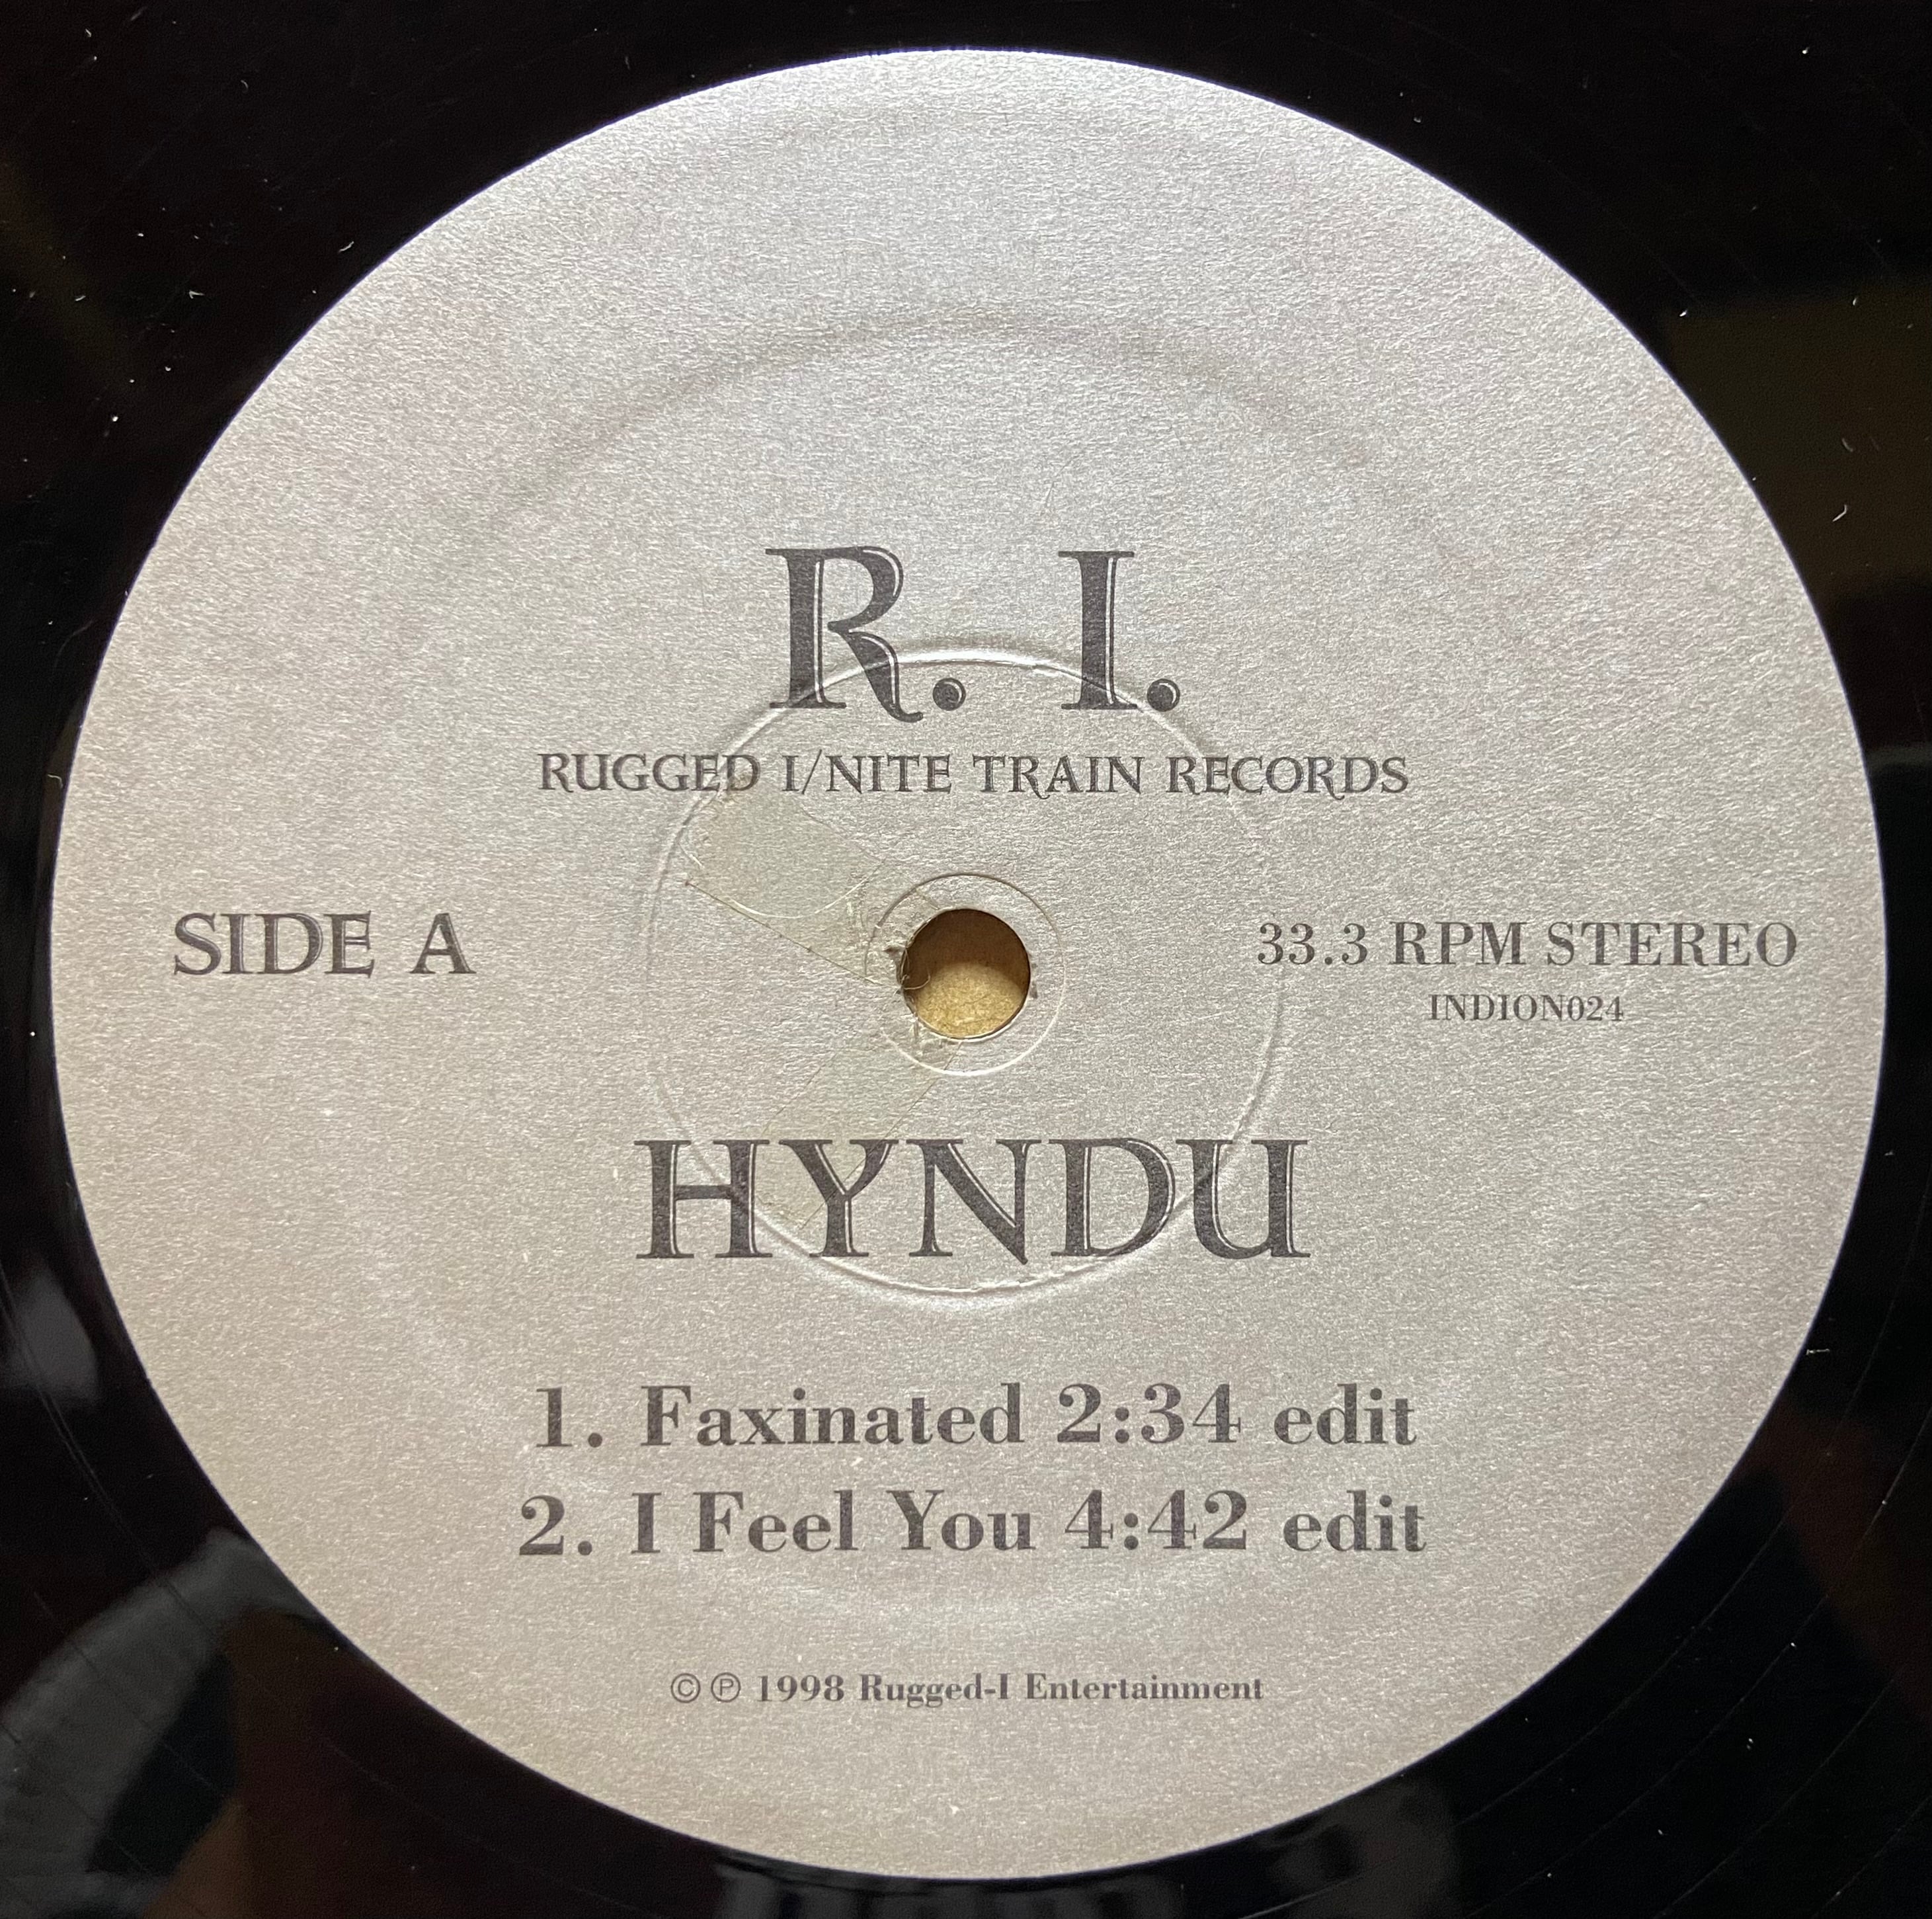 R. I.
RUGGED I/NITE TRAIN RECORDS
SIDE A
33.3 RPM STEREO
INDION024
HYNDU
1. Faxinated 2:34 edit
2. I Feel You 4:42 edit
©℗ 1998 Rugged-I Entertainment